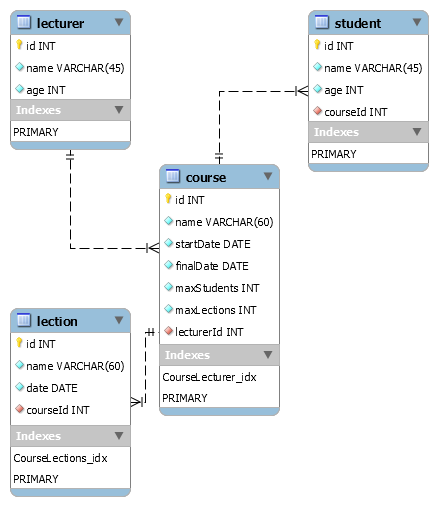 lecturer
id INT
name VARCHAR(45)
age INT
Indexes
PRIMARY
student
id INT
name VARCHAR(45)
age INT
courseId INT
Indexes
PRIMARY
course
id INT
name VARCHAR(60)
startDate DATE
finalDate DATE
maxStudents INT
maxLections INT
lecturerId INT
Indexes
CourseLecturer_idx
PRIMARY
lection
id INT
name VARCHAR(60)
date DATE
courseId INT
Indexes
CourseLections_idx
PRIMARY